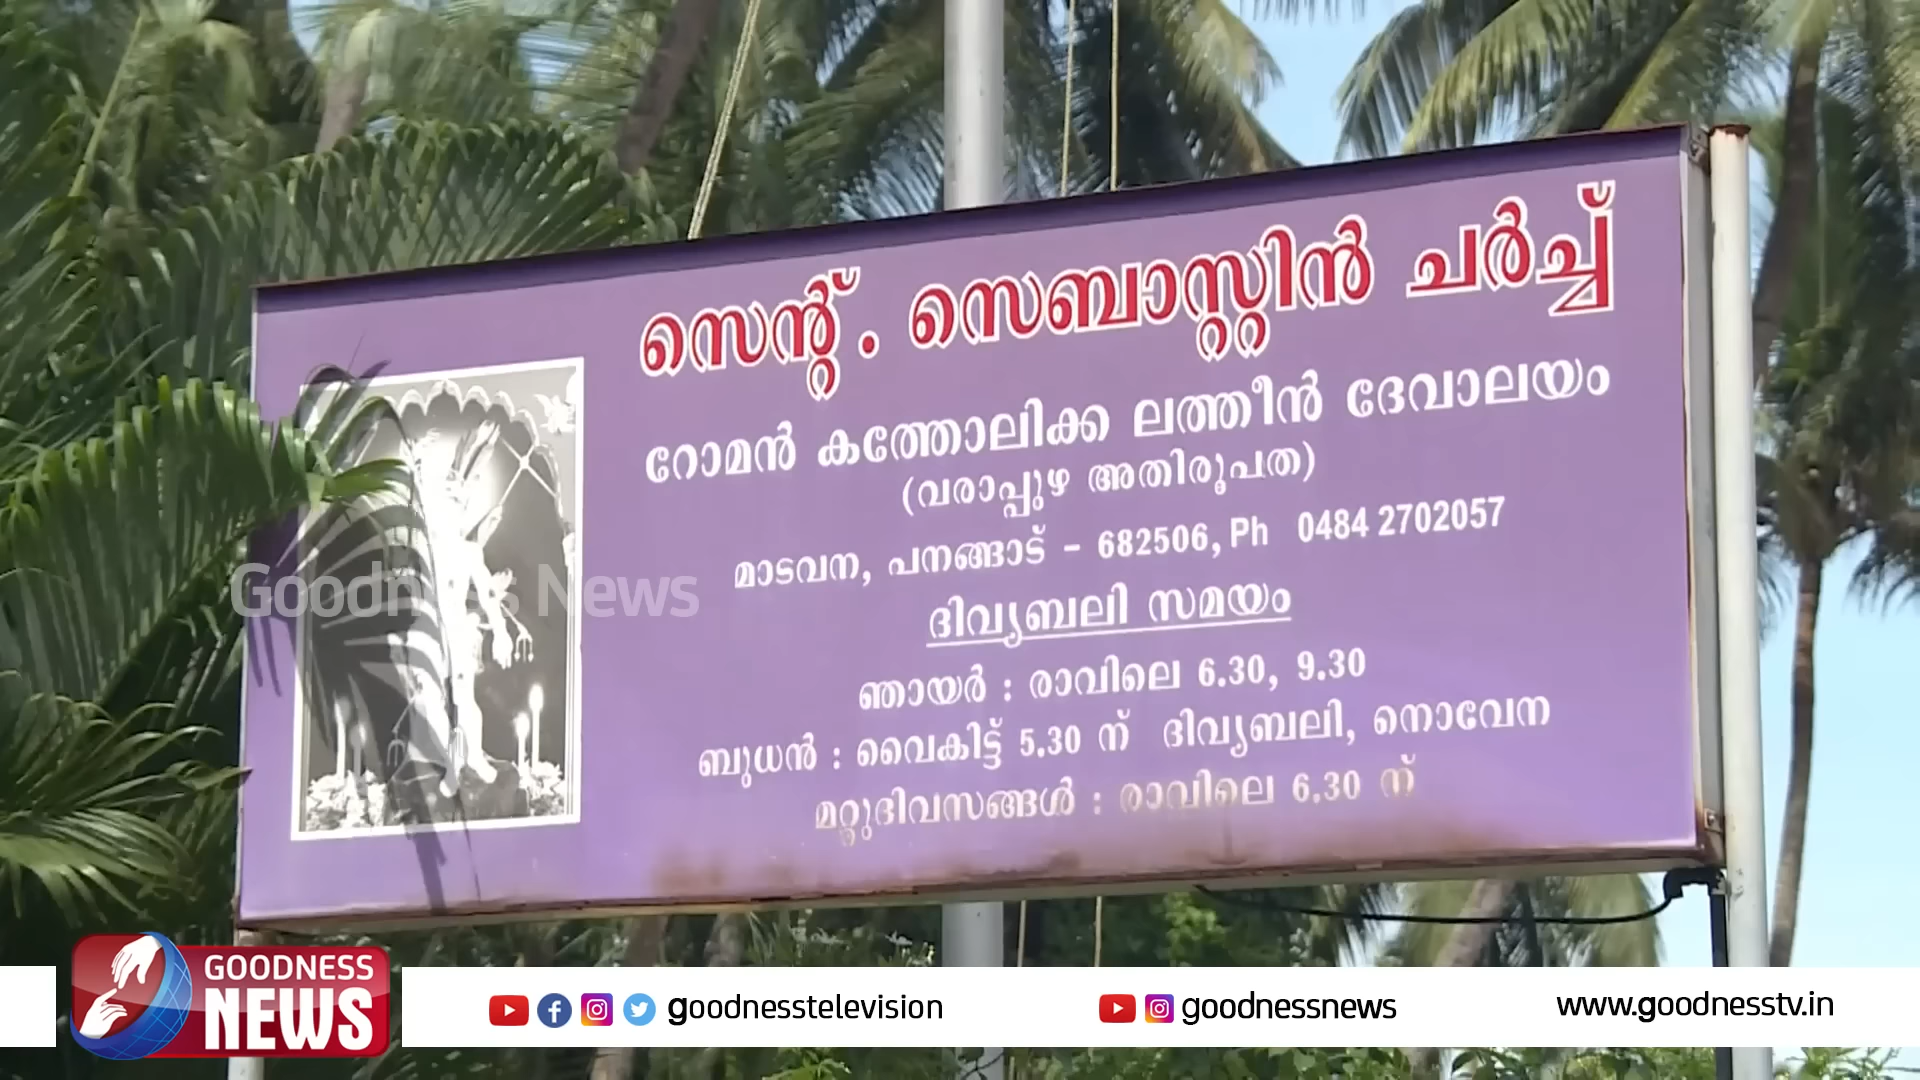 സെന്റ്. സെബാസ്റ്റിൻ ചർച്ച്
റോമൻ കത്തോലിക്ക ലത്തീൻ ദേവാലയം
(വരാപ്പുഴ അതിരൂപത)
മാടവന, പനങ്ങാട് - 682506, Ph 0484 2702057
ദിവ്യബലി സമയം
ഞായർ : രാവിലെ 6.30, 9.30
ബുധൻ : വൈകിട്ട് 5.30 ന് ദിവ്യബലി, നൊവേന
മറ്റുദിവസങ്ങൾ : രാവിലെ 6.30 ന്
Goodness News
GOODNESS
NEWS
goodnesstelevision
goodnessnews
www.goodnesstv.in